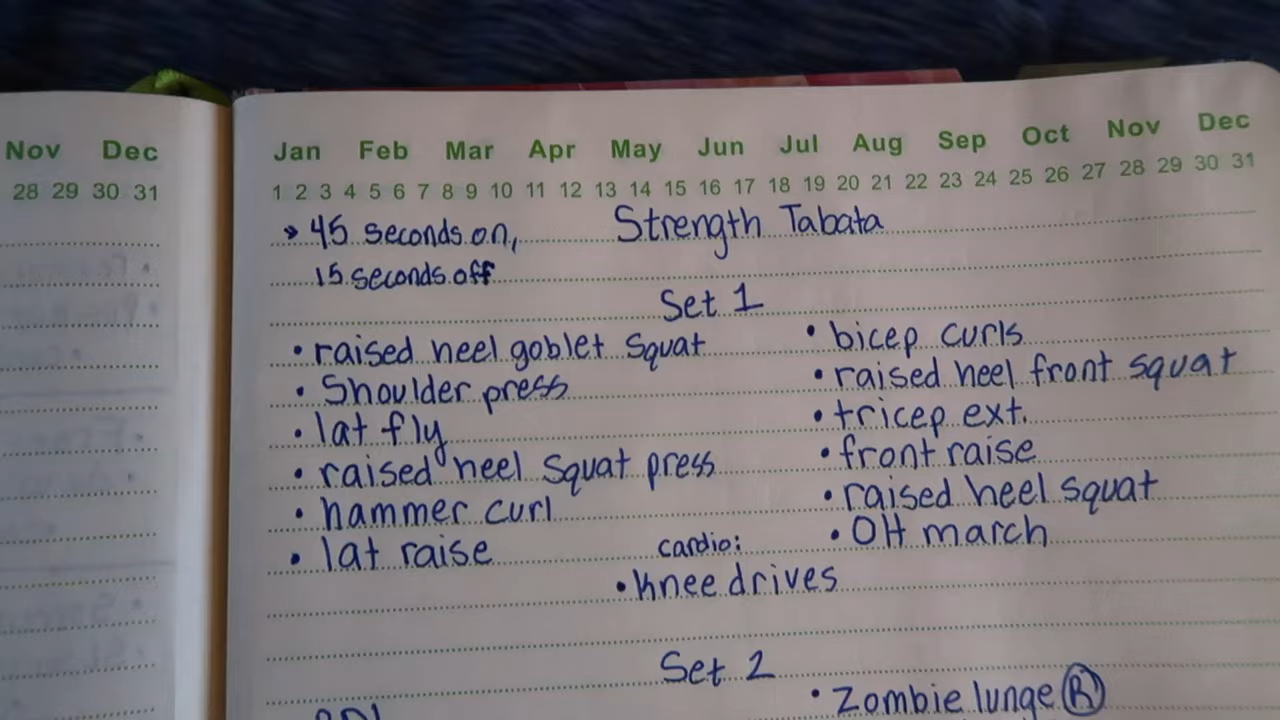 Nov Dec
28 29 30 31
Jan Feb Mar Apr May Jun Jul Aug Sep Oct Nov Dec
1 2 3 4 5 6 7 8 9 10 11 12 13 14 15 16 17 18 19 20 21 22 23 24 25 26 27 28 29 30 31
Strength Tabata
45 seconds on,
15 seconds off
Set 1
• raised heel goblet squat
• Shoulder press
• lat fly
• raised heel squat press
• hammer curl
• lat raise
• bicep curls
• raised heel front squat
• tricep ext.
• front raise
• raised heel squat
• OH march
cardio:
• knee drives
Set 2
• Zombie lunge R